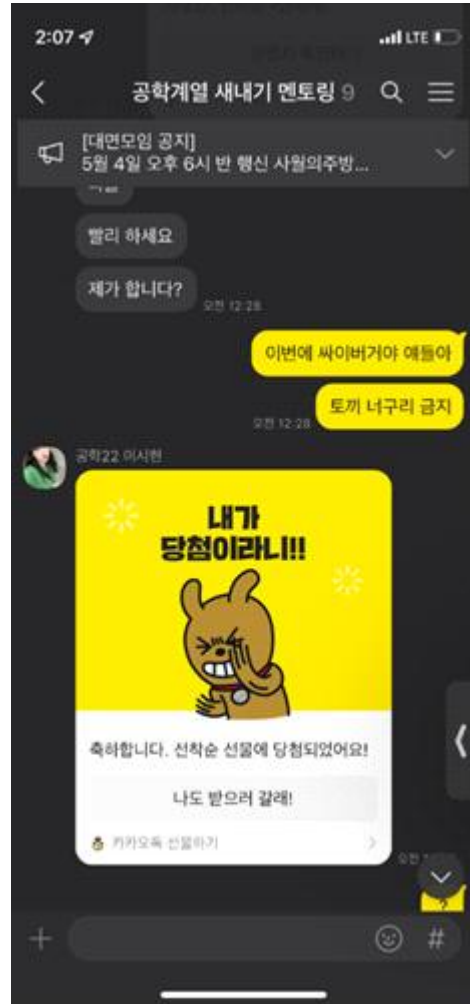 2:07
LTE
공학계열 새내기 멘토링 9
[대면모임 공지]
5월 4일 오후 6시 반 행신 사월의주방...
빨리 하세요
제가 합니다?
오전 12:28
이번에 싸이버거야 얘들아
토끼 너구리 금지
오전 12:28
공학22 이시현
내가
당첨이라니!!
축하합니다. 선착순 선물에 당첨되었어요!
나도 받으러 갈래!
카카오톡 선물하기
?
#